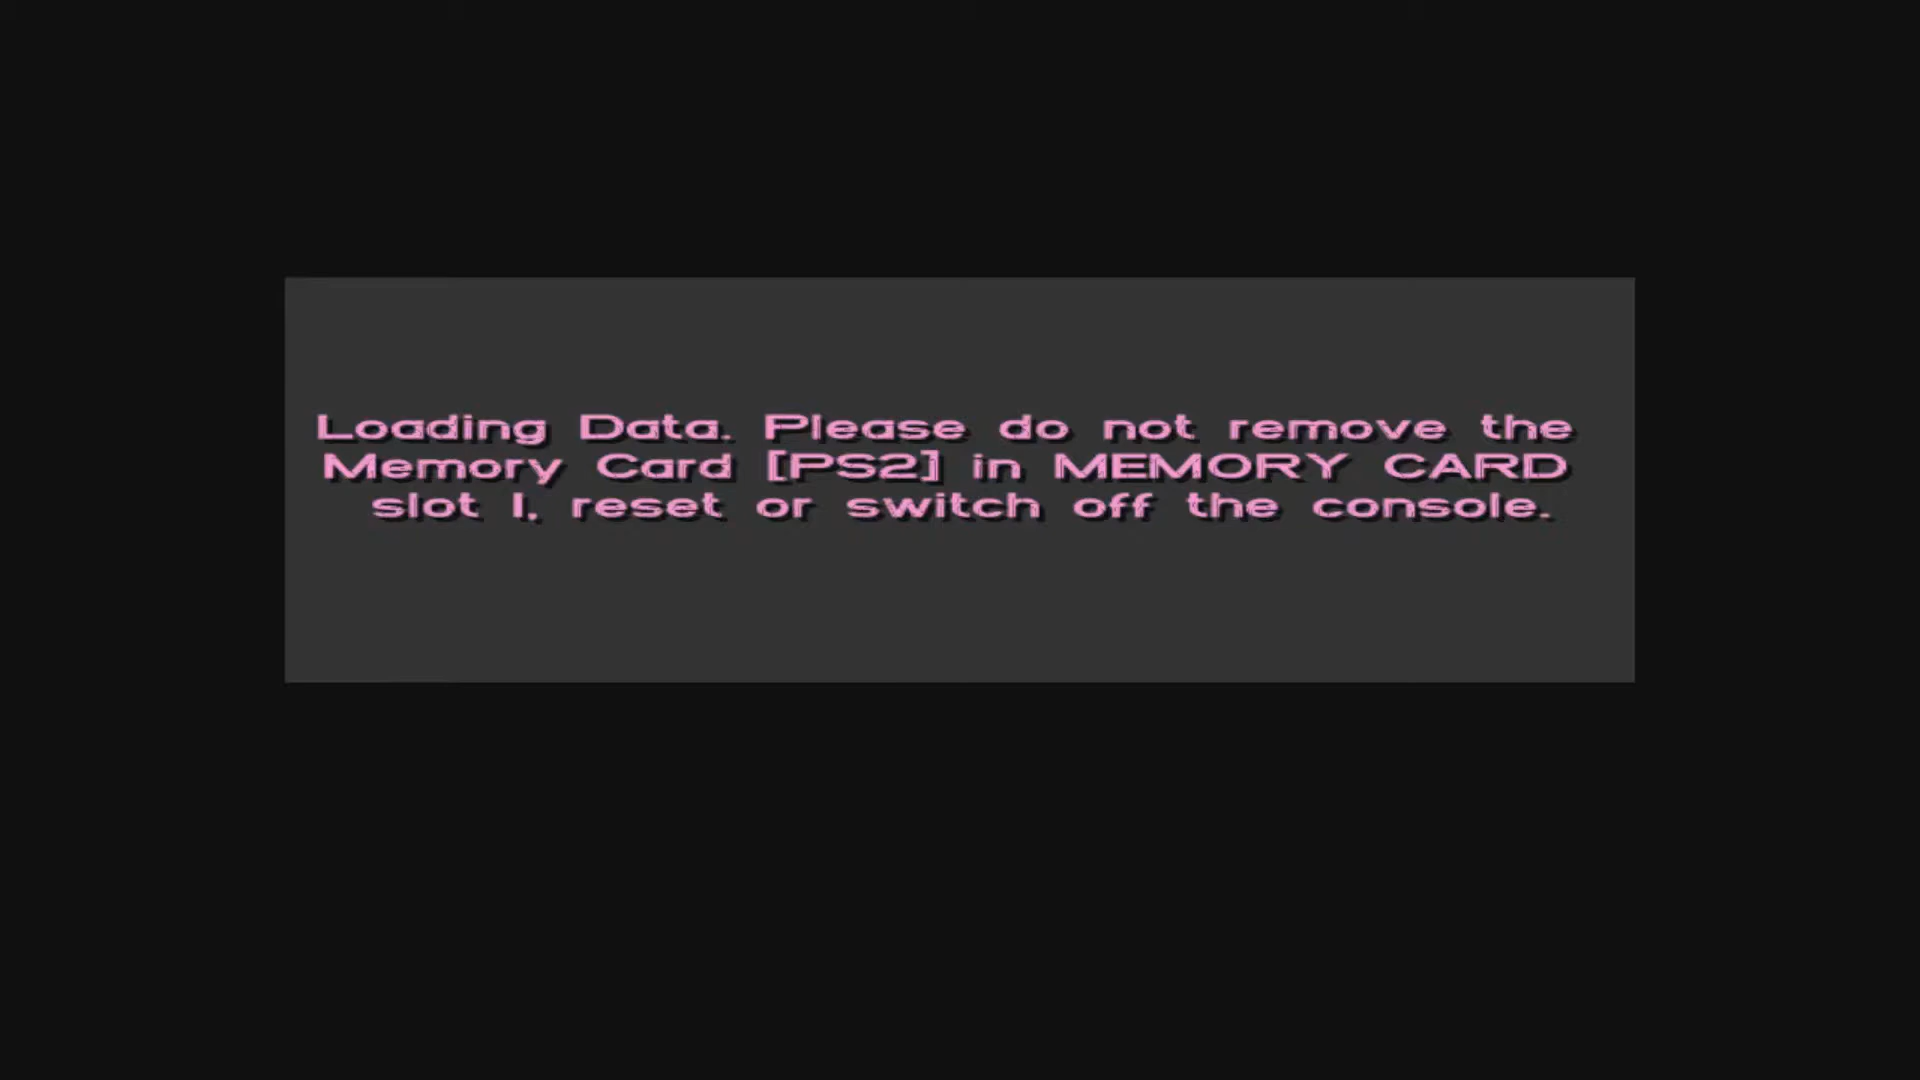 Loading Data. Please do not remove the
Memory Card [PS2] in MEMORY CARD
slot 1, reset or switch off the console.